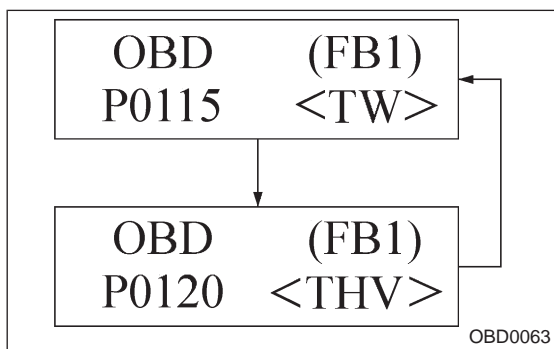 OBD (FB1)
P0115 <TW>
OBD (FB1)
P0120 <THV>
OBD0063